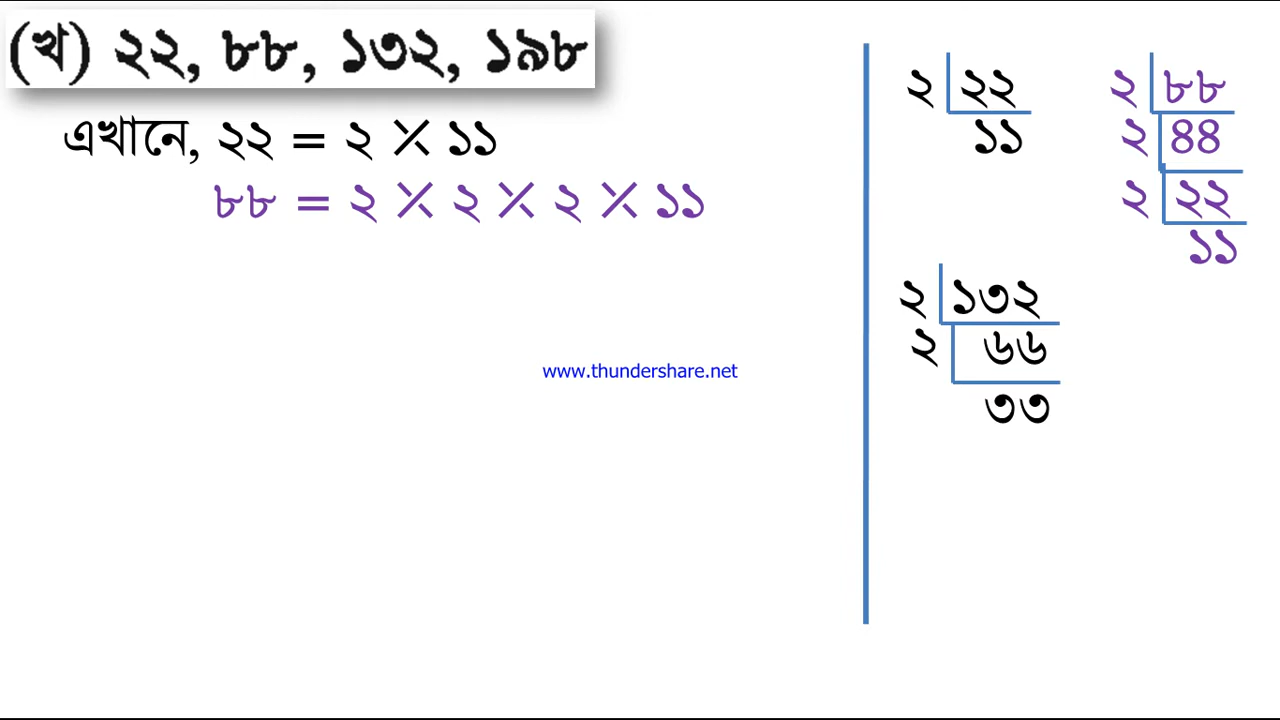 (খ) ২২, ৮৮, ১৩২, ১৯৮
এখানে, ২২ = ২ × ১১
৮৮ = ২ × ২ × ২ × ১১
২ ২২
১১
২ ৮৮
২ ৪৪
২ ২২
১১
২ ১৩২
২ ৬৬
৩৩
www.thundershare.net